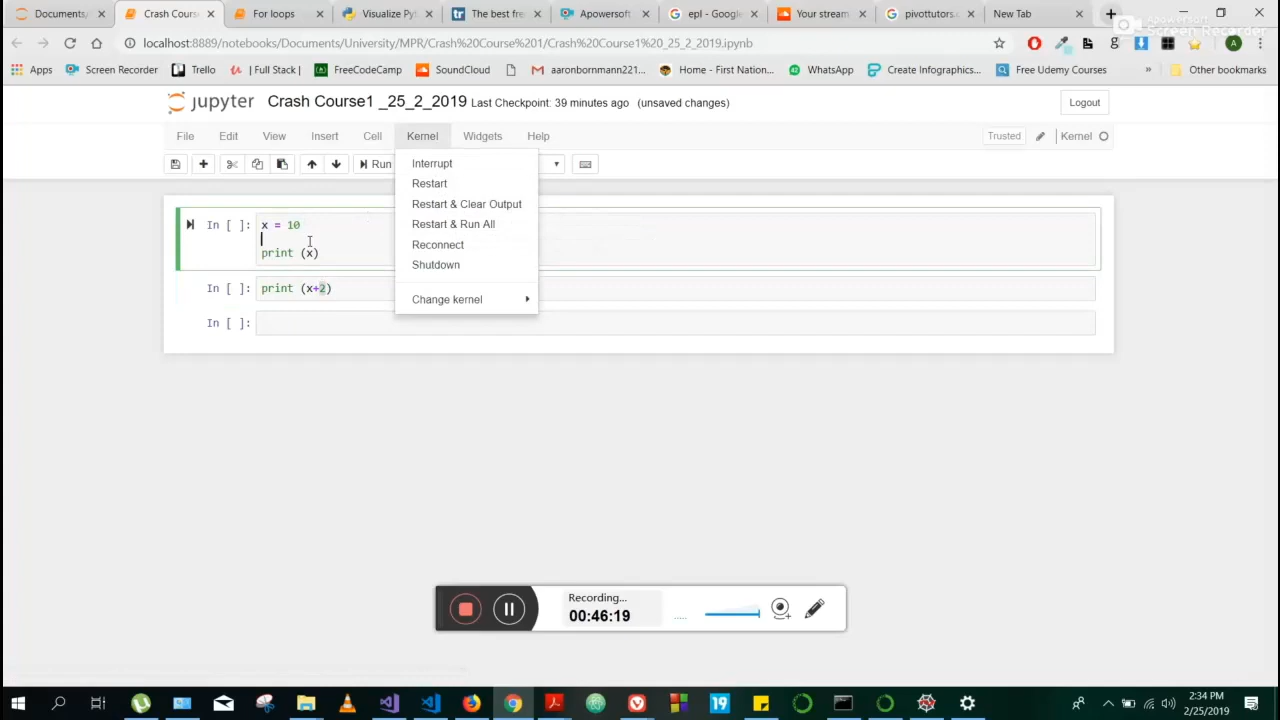 Documents.
Crash Cours
For loops
Visualize Py
The best fre
Apowersoft
epl - Google
Your stream
pivottutors.c
New Tab
Apowersoft
Screen Recorder
localhost:8889/notebooks/Documents/University/MPR/Crash%20Course%201/Crash%20Course1%20_25_2_2019.ipynb
Apps
Screen Recorder
Trello
| Full Stack |
FreeCodeCamp
SoundCloud
aaronbornmann221...
Home - First Nation...
WhatsApp
Create Infographics...
Free Udemy Courses
»
Other bookmarks
jupyter Crash Course1 _25_2_2019 Last Checkpoint: 39 minutes ago (unsaved changes)
Logout
File Edit View Insert Cell Kernel Widgets Help
Trusted
Kernel
Run
Interrupt
Restart
Restart & Clear Output
Restart & Run All
Reconnect
Shutdown
Change kernel
In [ ]: x = 10
print (x)
In [ ]: print (x+2)
In [ ]:
Recording...
00:46:19
19
2:34 PM
2/25/2019